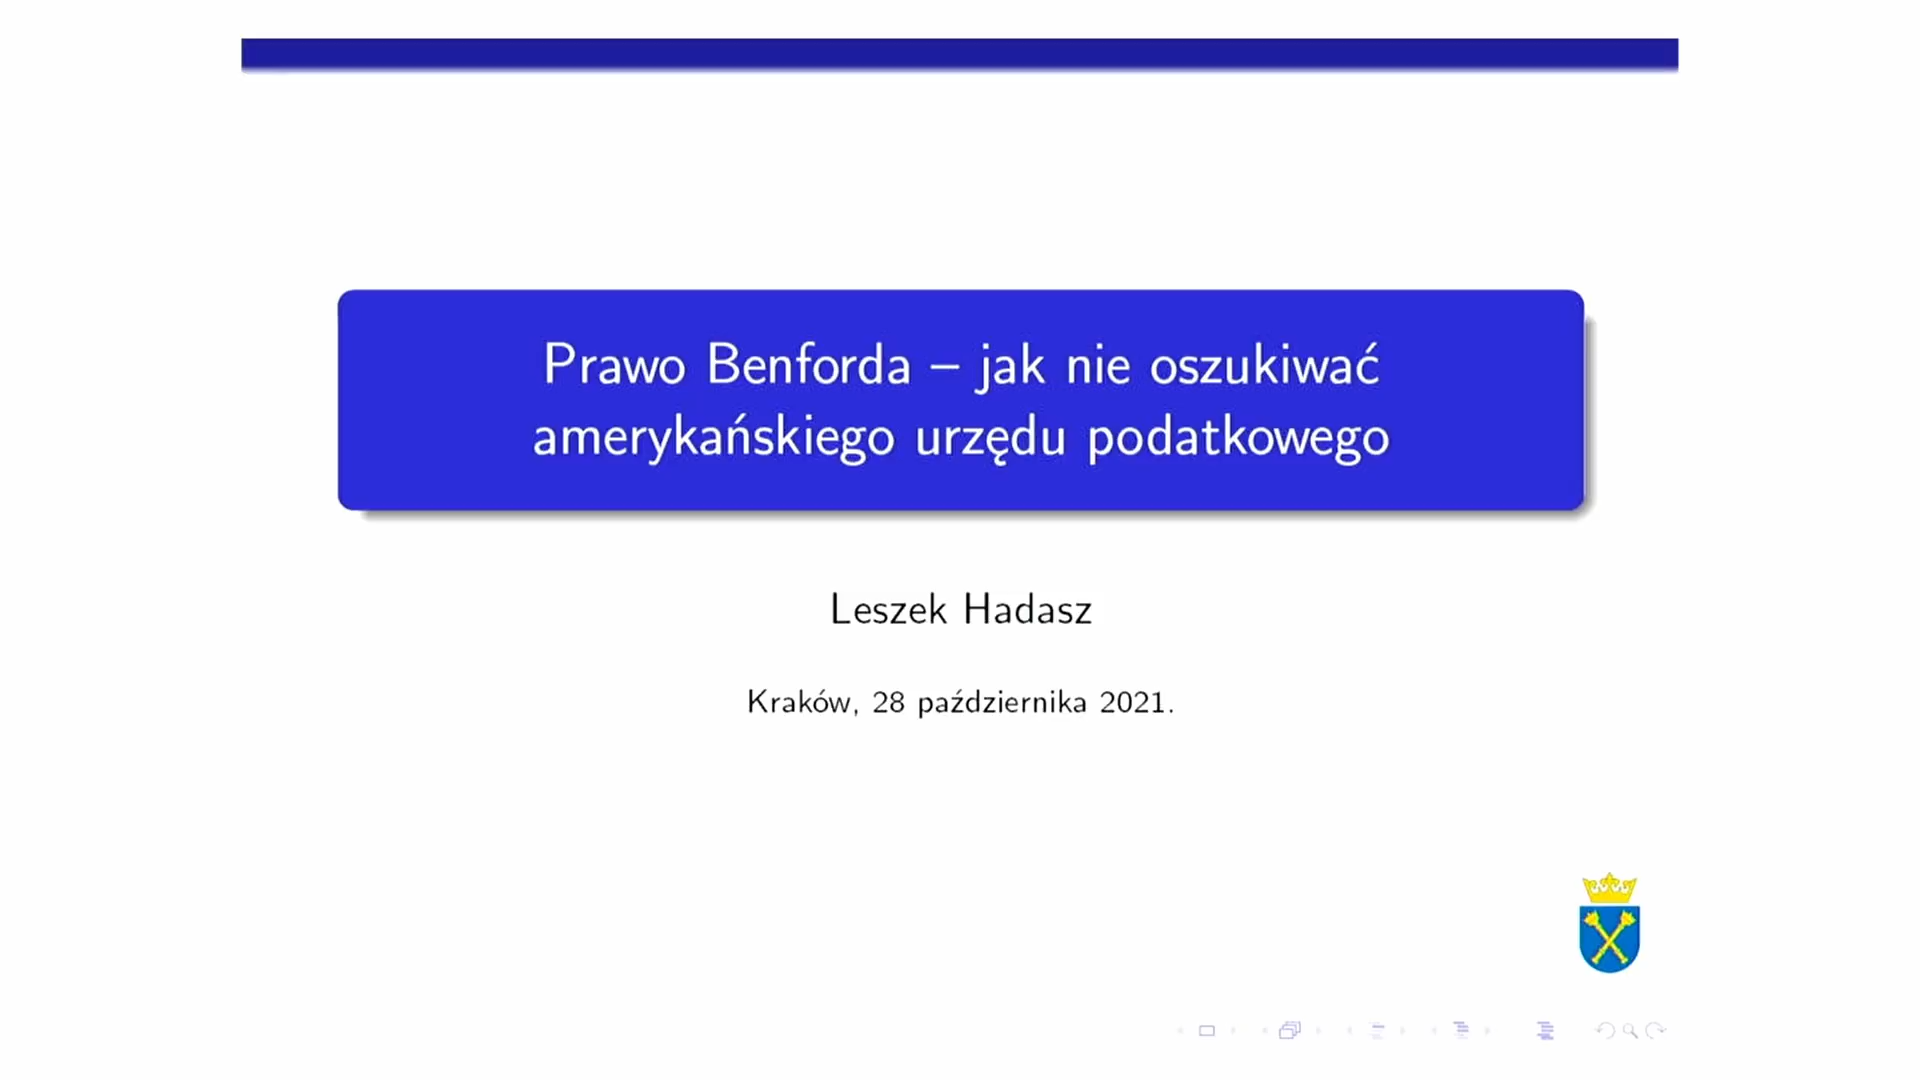 Prawo Benforda – jak nie oszukiwać
amerykańskiego urzędu podatkowego
Leszek Hadasz
Kraków, 28 października 2021.